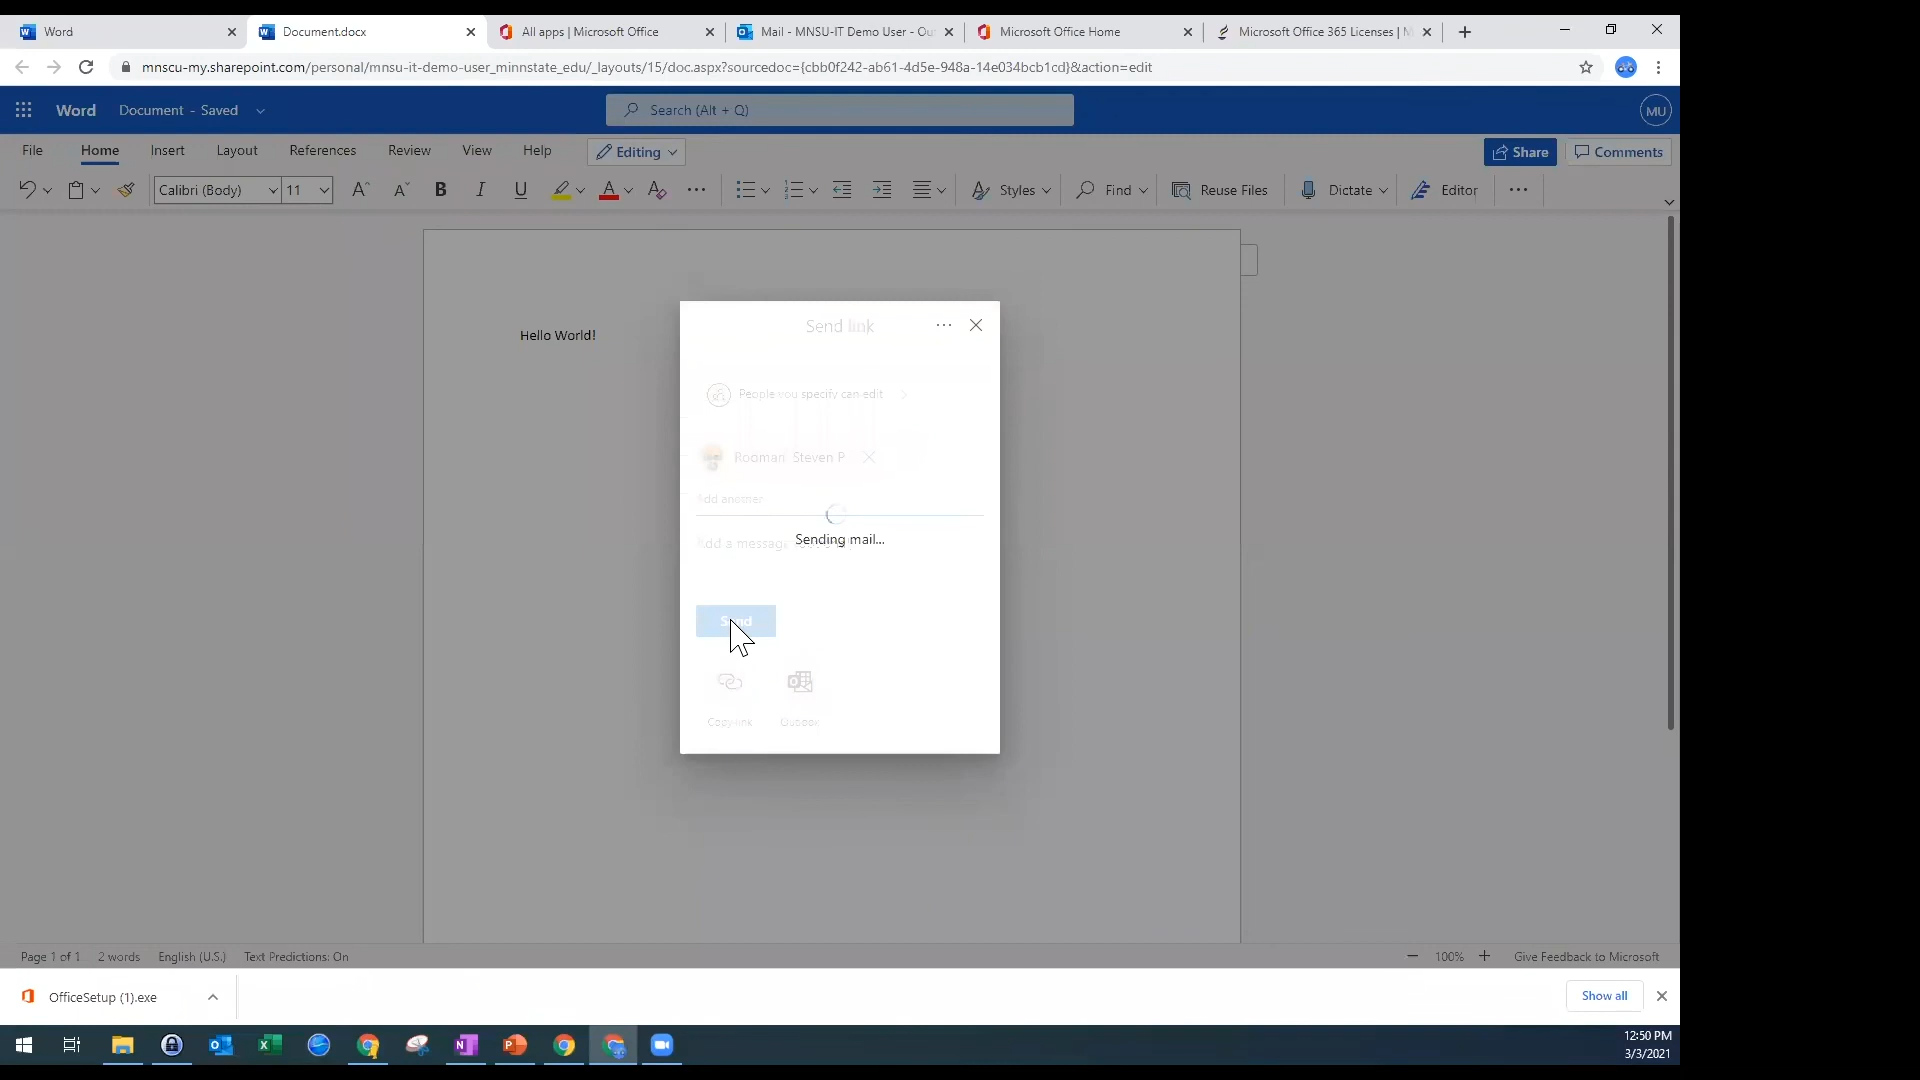 Word
Document.docx
All apps | Microsoft Office
Mail - MNSU-IT Demo User - Ou
Microsoft Office Home
Microsoft Office 365 Licenses | M
mnscu-my.sharepoint.com/personal/mnsu-it-demo-user_minnstate_edu/_layouts/15/doc.aspx?sourcedoc={cbb0f242-ab61-4d5e-948a-14e034bcb1cd}&action=edit
Word Document - Saved
Search (Alt + Q)
MU
File Home Insert Layout References Review View Help Editing
Share Comments
Calibri (Body) 11
B I U A
Styles Find Reuse Files Dictate Editor
Send link
Hello World!
People you specify can edit
Steven P
Add another
Add a message
Sending mail...
Send
Copy link Outlook
Page 1 of 1 2 words English (U.S.) Text Predictions: On
100% Give Feedback to Microsoft
OfficeSetup (1).exe
Show all
12:50 PM
3/3/2021